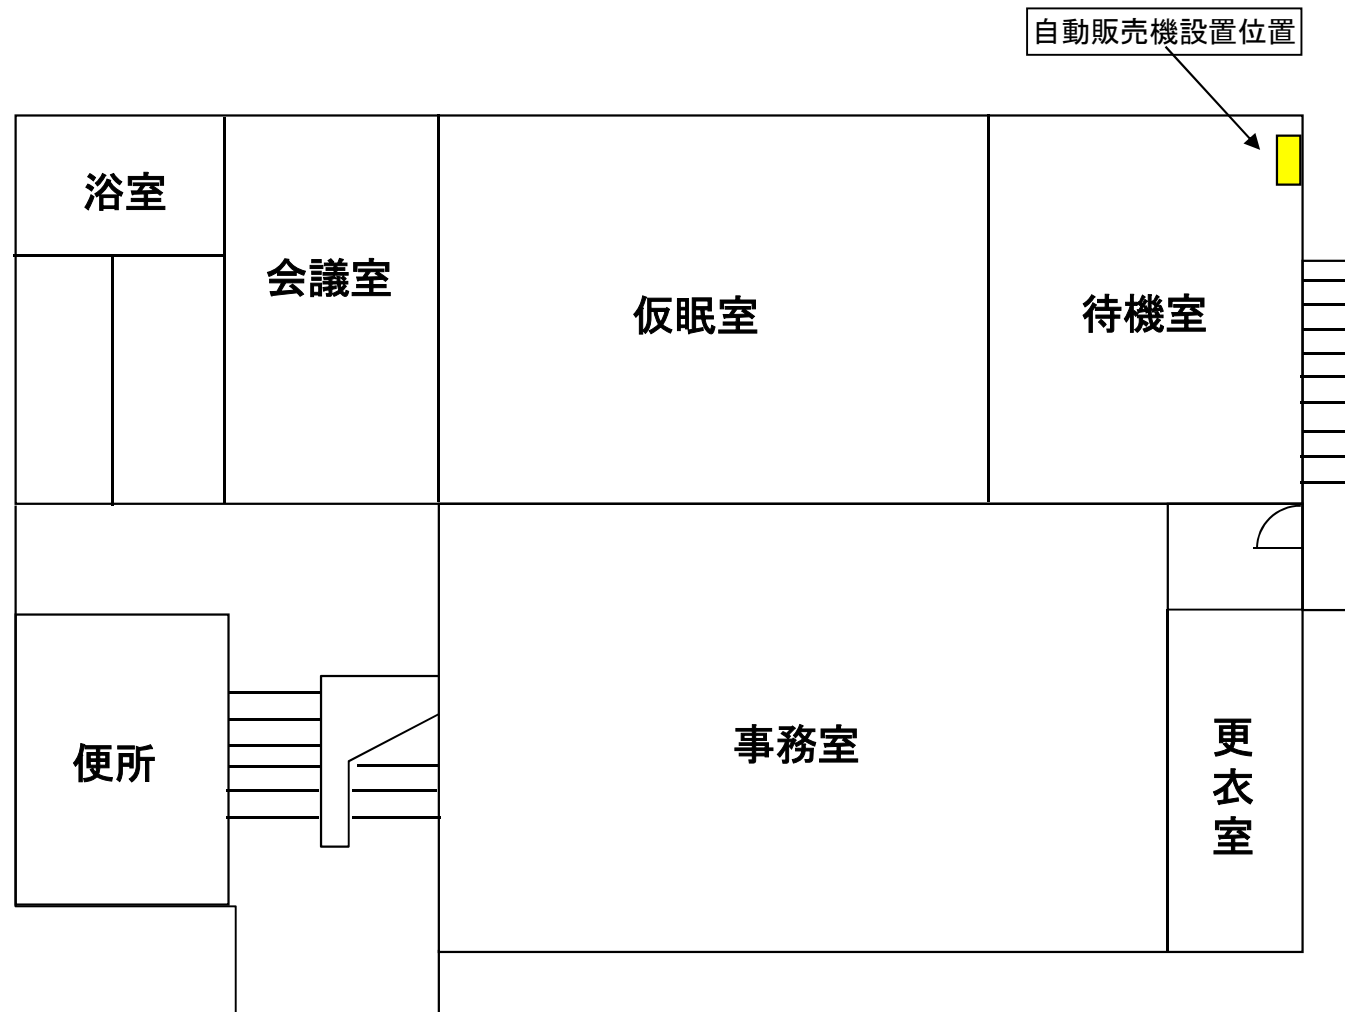 自動販売機設置位置
浴室
会議室
仮眠室
待機室
便所
事務室
更衣室